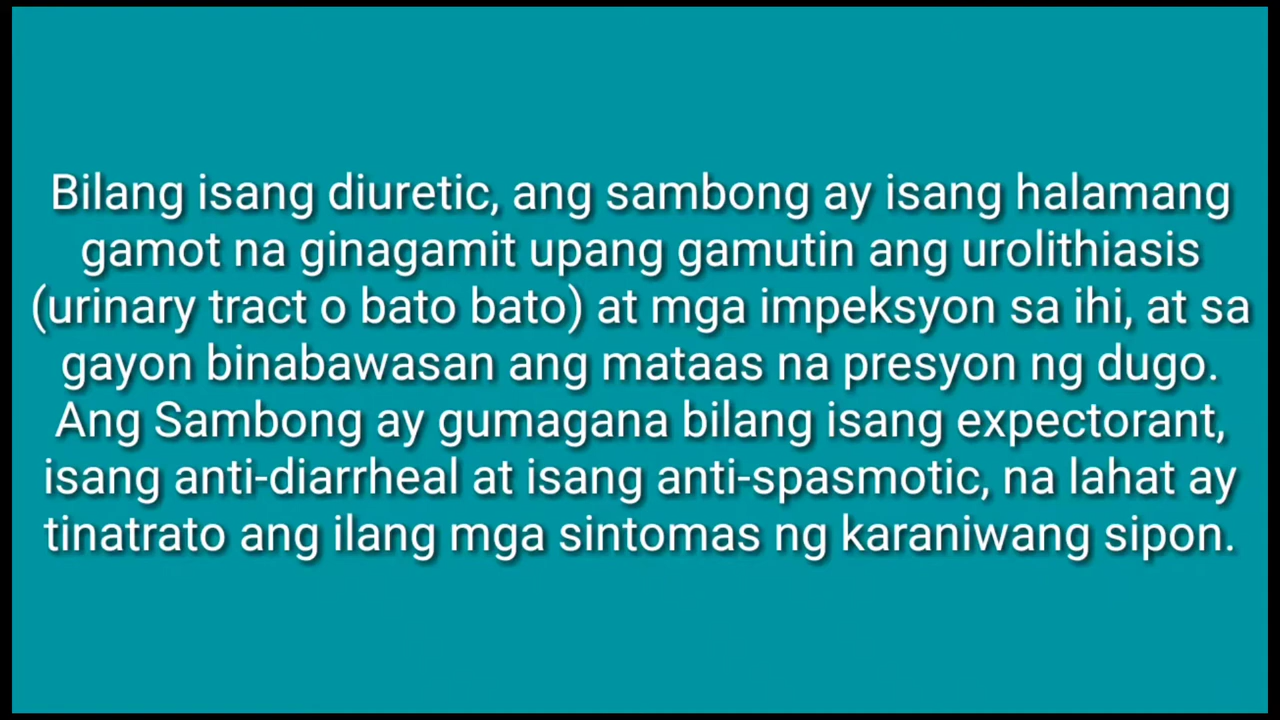 Bilang isang diuretic, ang sambong ay isang halamang
gamot na ginagamit upang gamutin ang urolithiasis
(urinary tract o bato bato) at mga impeksyon sa ihi, at sa
gayon binabawasan ang mataas na presyon ng dugo.
Ang Sambong ay gumagana bilang isang expectorant,
isang anti-diarrheal at isang anti-spasmotic, na lahat ay
tinatrato ang ilang mga sintomas ng karaniwang sipon.